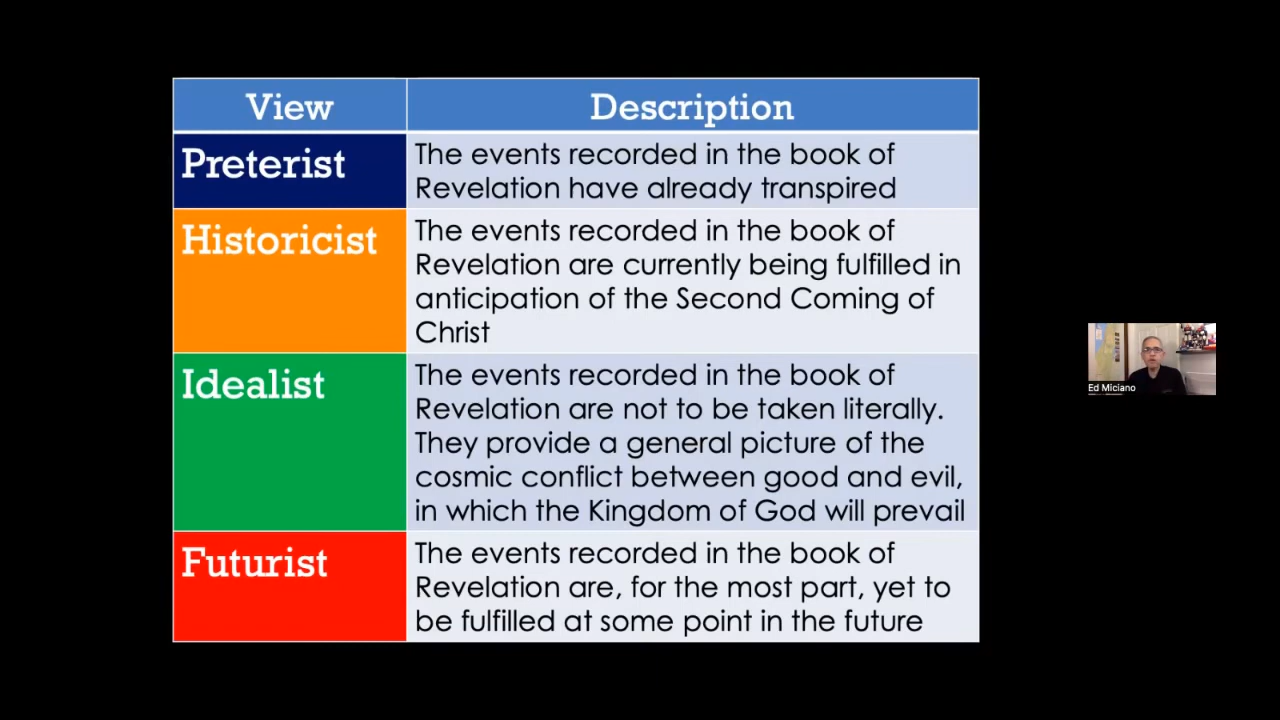 View
Description
Preterist
The events recorded in the book of
Revelation have already transpired
Historicist
The events recorded in the book of
Revelation are currently being fulfilled in
anticipation of the Second Coming of
Christ
Idealist
The events recorded in the book of
Revelation are not to be taken literally.
They provide a general picture of the
cosmic conflict between good and evil,
in which the Kingdom of God will prevail
Futurist
The events recorded in the book of
Revelation are, for the most part, yet to
be fulfilled at some point in the future
Ed Miciano